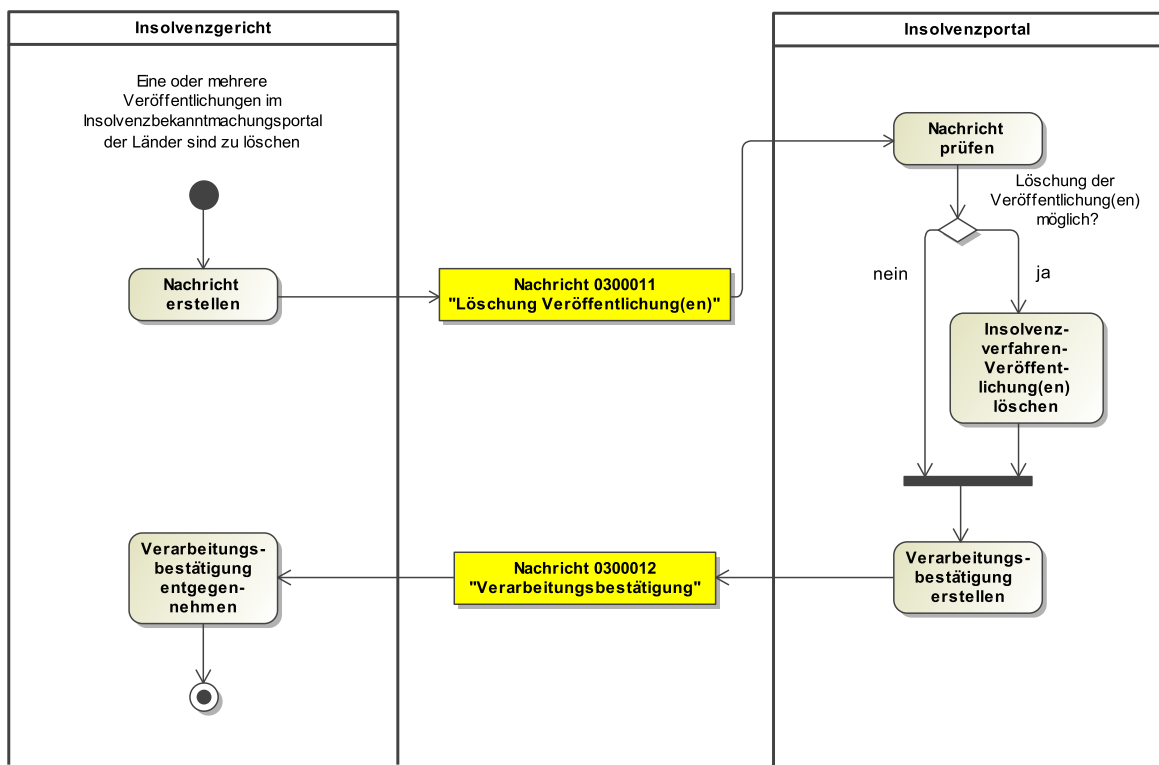 Insolvenzgericht
Insolvenzportal
Eine oder mehrere
Veröffentlichungen im
Insolvenzbekanntmachungsportal
der Länder sind zu löschen
Nachricht
erstellen
Nachricht 0300011
"Löschung Veröffentlichung(en)"
Nachricht
prüfen
Löschung der
Veröffentlichung(en)
möglich?
nein
ja
Insolvenz-
verfahren-
Veröffent-
lichung(en)
löschen
Verarbeitungs-
bestätigung
erstellen
Nachricht 0300012
"Verarbeitungsbestätigung"
Verarbeitungs-
bestätigung
entgegen-
nehmen